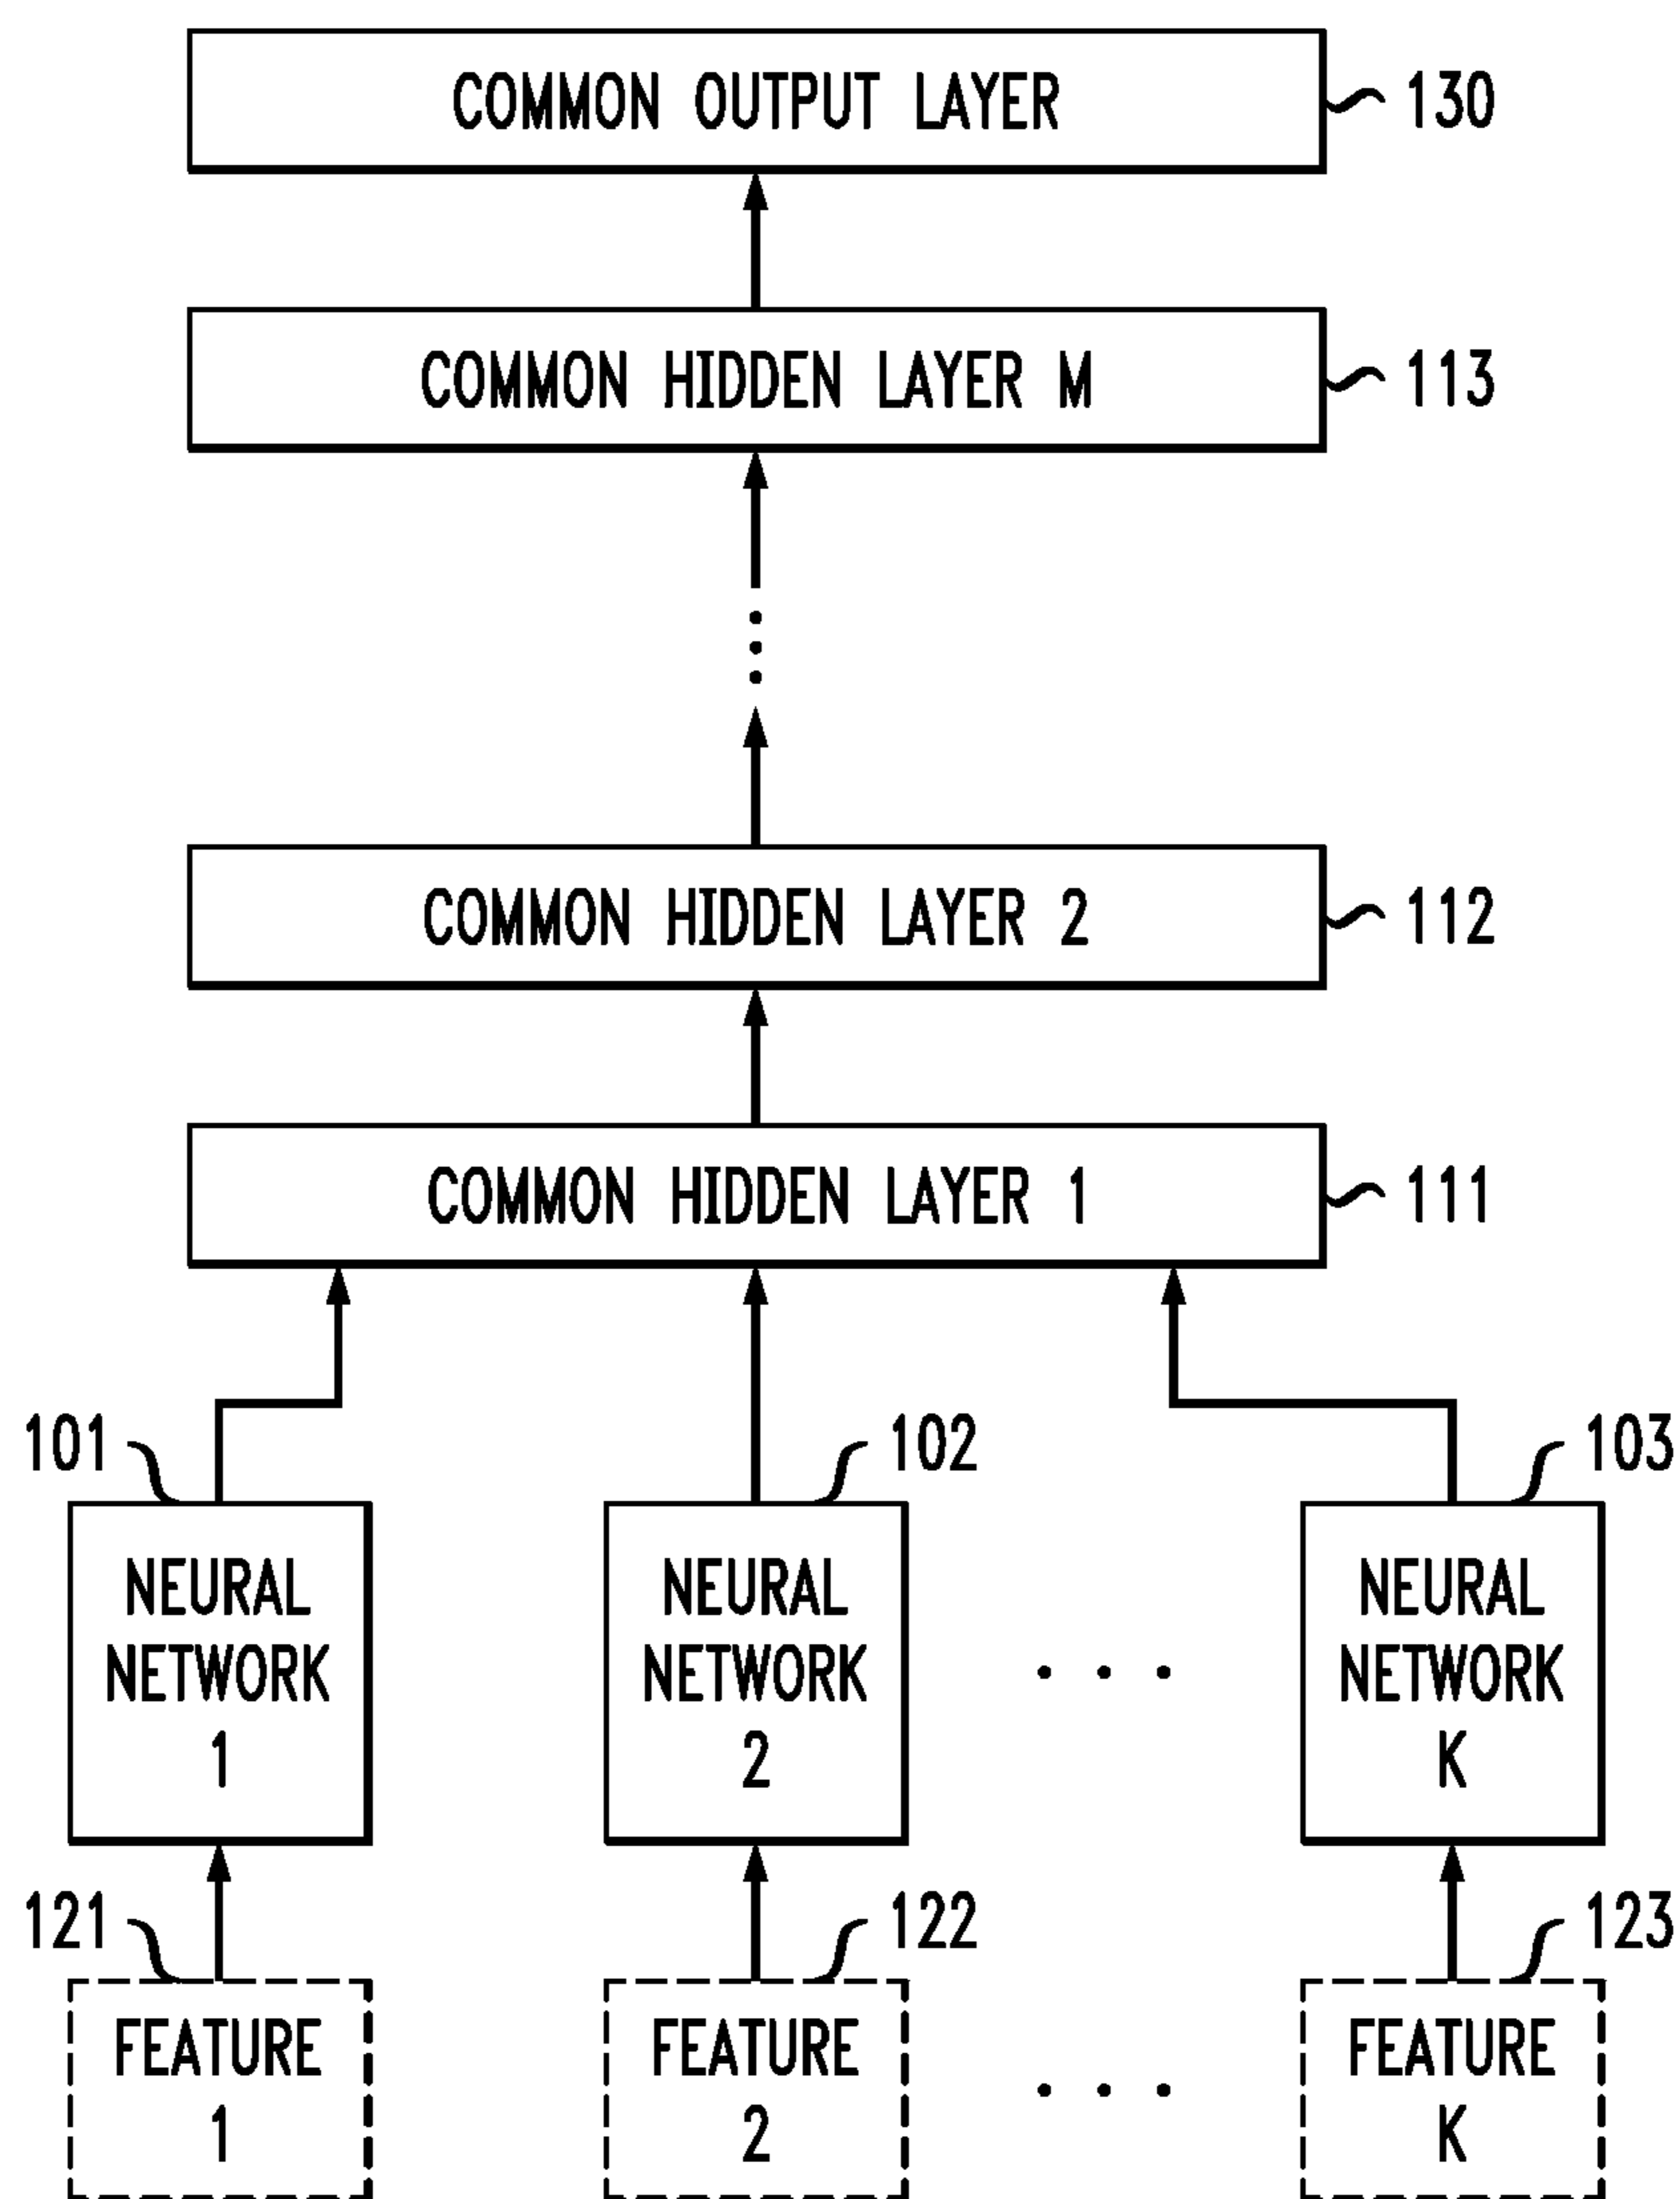 COMMON OUTPUT LAYER 130
COMMON HIDDEN LAYER M 113
COMMON HIDDEN LAYER 2 112
COMMON HIDDEN LAYER 1 111
101 102 103
NEURAL NETWORK 1
NEURAL NETWORK 2
NEURAL NETWORK K
121 122 123
FEATURE 1
FEATURE 2
FEATURE K